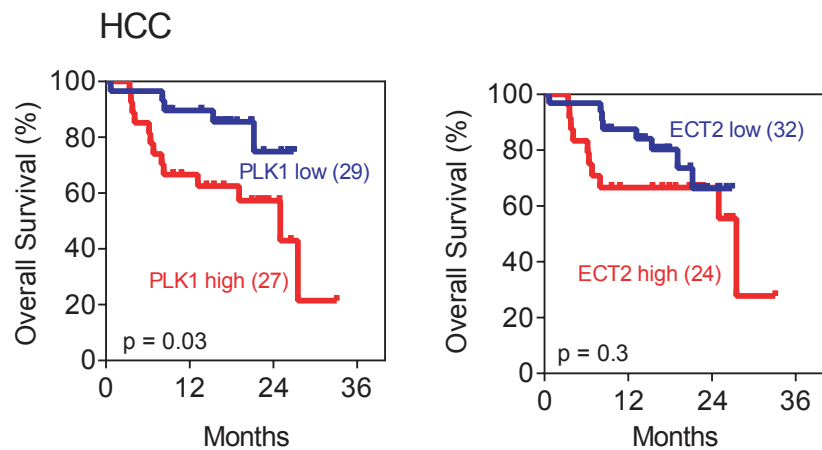 HCC
Overall Survival (%)
100
80
60
40
20
0
PLK1 low (29)
PLK1 high (27)
p = 0.03
0 12 24 36
Months
Overall Survival (%)
100
80
60
40
20
0
ECT2 low (32)
ECT2 high (24)
p = 0.3
0 12 24 36
Months